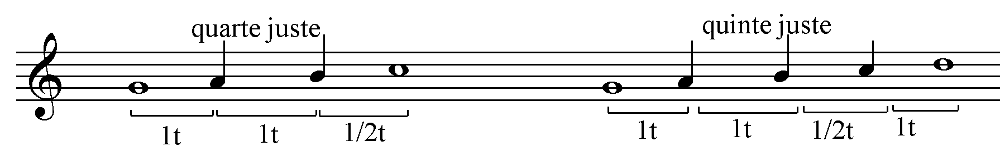 quarte juste
quinte juste
1t 1t 1/2t
1t 1t 1/2t 1t